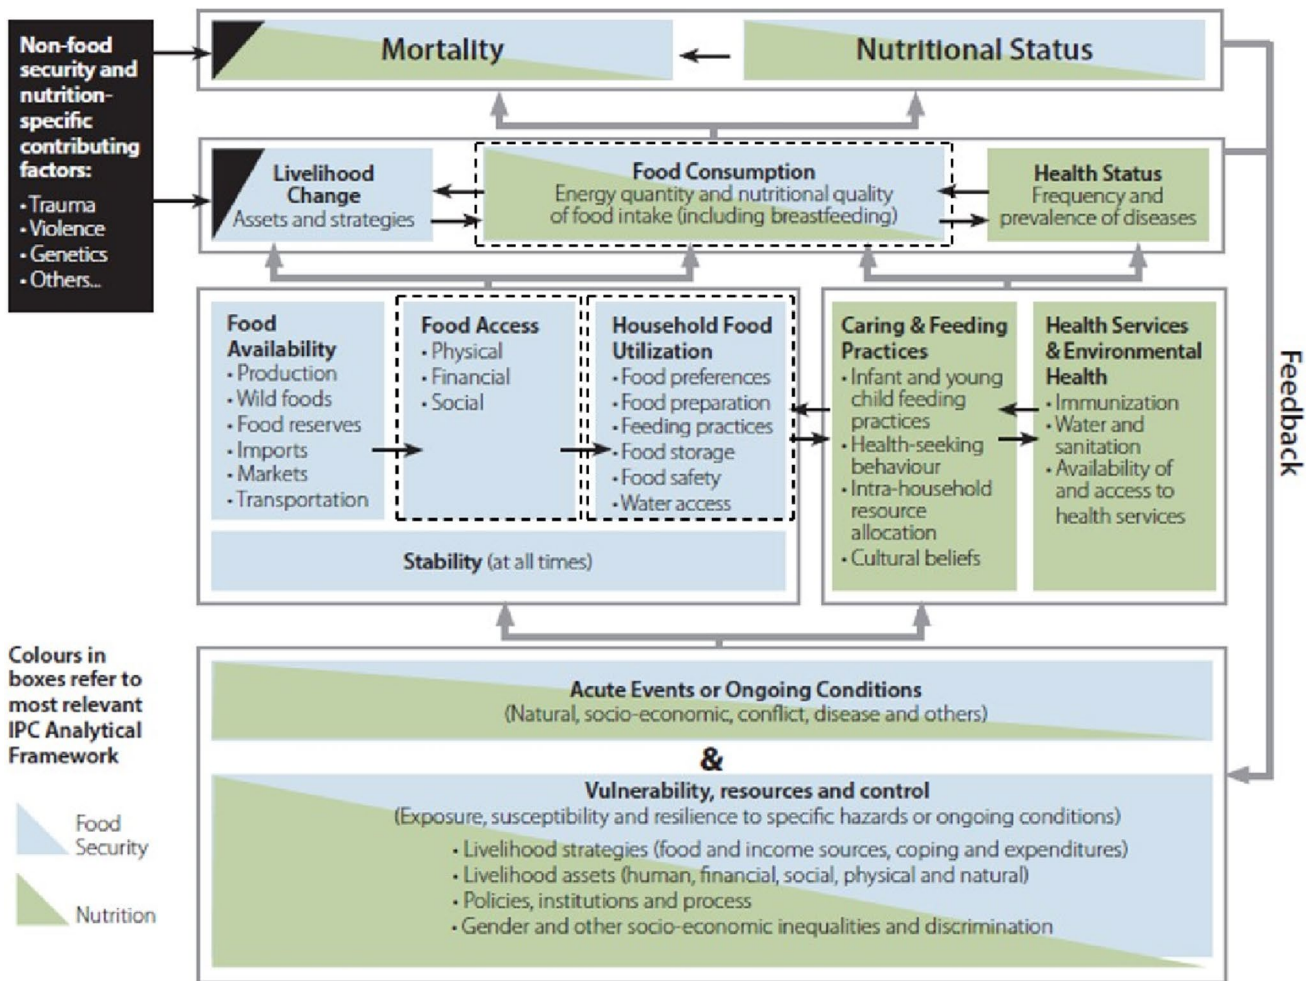 Non-food
security and
nutrition-
specific
contributing
factors:
• Trauma
• Violence
• Genetics
• Others...
Mortality
Nutritional Status
Livelihood
Change
Assets and strategies
Food Consumption
Energy quantity and nutritional quality
of food intake (including breastfeeding)
Health Status
Frequency and
prevalence of diseases
Food
Availability
• Production
• Wild foods
• Food reserves
• Imports
• Markets
• Transportation
Food Access
• Physical
• Financial
• Social
Household Food
Utilization
• Food preferences
• Food preparation
• Feeding practices
• Food storage
• Food safety
• Water access
Stability (at all times)
Caring & Feeding
Practices
• Infant and young
child feeding
practices
• Health-seeking
behaviour
• Intra-household
resource
allocation
• Cultural beliefs
Health Services
& Environmental
Health
• Immunization
• Water and
sanitation
• Availability of
and access to
health services
Feedback
Acute Events or Ongoing Conditions
(Natural, socio-economic, conflict, disease and others)
&
Vulnerability, resources and control
(Exposure, susceptibility and resilience to specific hazards or ongoing conditions)
• Livelihood strategies (food and income sources, coping and expenditures)
• Livelihood assets (human, financial, social, physical and natural)
• Policies, institutions and process
• Gender and other socio-economic inequalities and discrimination
Colours in
boxes refer to
most relevant
IPC Analytical
Framework
Food
Security
Nutrition